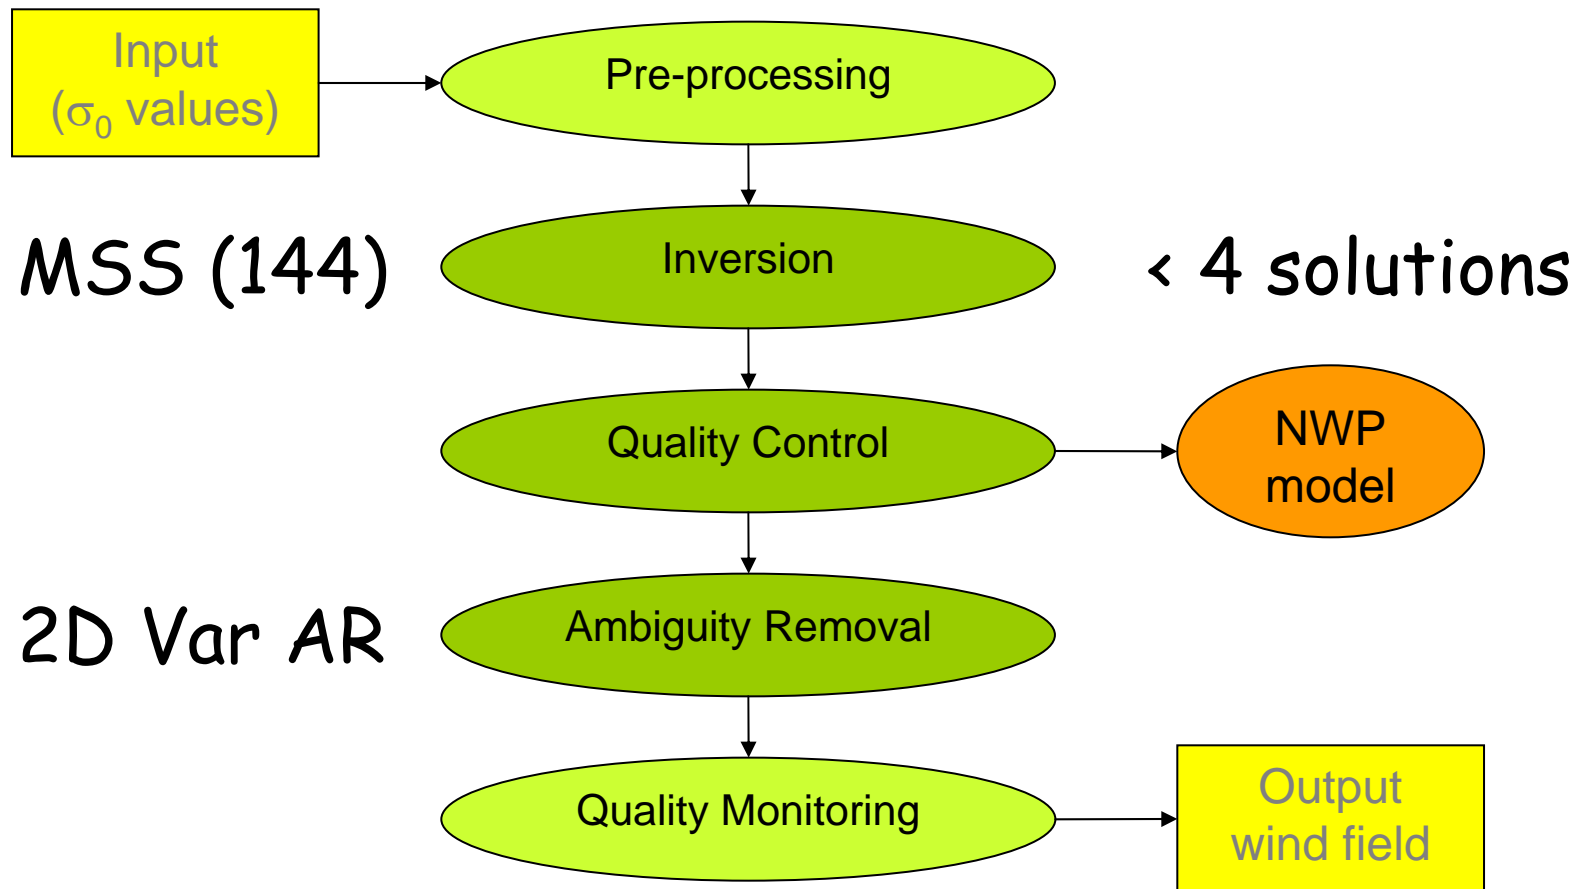 Input
(σ₀ values)
Pre-processing
MSS (144)
Inversion
< 4 solutions
Quality Control
NWP
model
2D Var AR
Ambiguity Removal
Quality Monitoring
Output
wind field